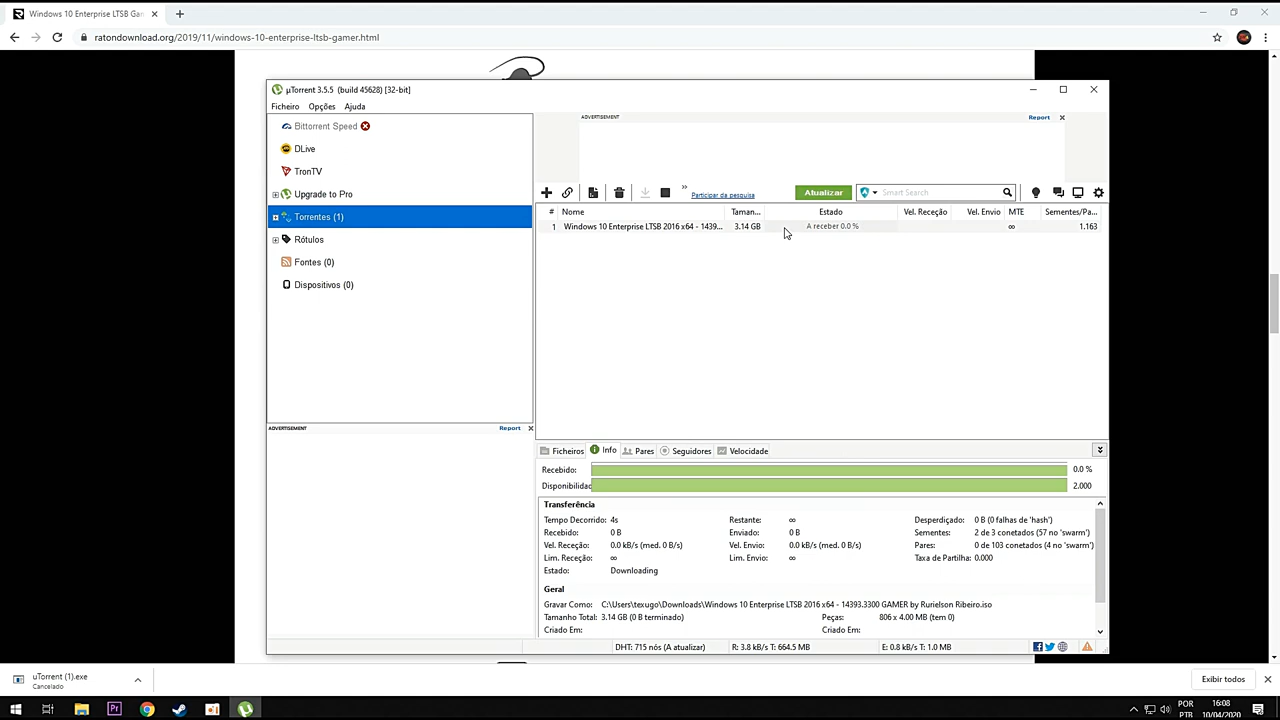 Windows 10 Enterprise LTSB Gam
ratondownload.org/2019/11/windows-10-enterprise-ltsb-gamer.html
µTorrent 3.5.5 (build 45628) [32-bit]
Ficheiro Opções Ajuda
Bittorrent Speed
DLive
TronTV
Upgrade to Pro
Torrentes (1)
Rótulos
Fontes (0)
Dispositivos (0)
ADVERTISEMENT Report
ADVERTISEMENT Report
» Participar da pesquisa Atualizar Smart Search
# Nome Taman... Estado Vel. Receção Vel. Envio MTE Sementes/Pa...
1 Windows 10 Enterprise LTSB 2016 x64 - 1439... 3.14 GB A receber 0.0 % ∞ 1.163
Ficheiros Info Pares Seguidores Velocidade
Recebido: 0.0 %
Disponibilidad 2.000
Transferência
Tempo Decorrido: 4s Restante: ∞ Desperdiçado: 0 B (0 falhas de 'hash')
Recebido: 0 B Enviado: 0 B Sementes: 2 de 3 conetados (57 no 'swarm')
Vel. Receção: 0.0 kB/s (med. 0 B/s) Vel. Envio: 0.0 kB/s (med. 0 B/s) Pares: 0 de 103 conetados (4 no 'swarm')
Lim. Receção: ∞ Lim. Envio: ∞ Taxa de Partilha: 0.000
Estado: Downloading
Geral
Gravar Como: C:\Users\texugo\Downloads\Windows 10 Enterprise LTSB 2016 x64 - 14393.3300 GAMER by Rurielson Ribeiro.iso
Tamanho Total: 3.14 GB (0 B terminado) Peças: 806 x 4.00 MB (tem 0)
Criado Em: Criado Em:
DHT: 715 nós (A atualizar) R: 3.8 kB/s T: 664.5 MB E: 0.8 kB/s T: 1.0 MB
uTorrent (1).exe
Cancelado
Exibir todos
POR 16:08
PTB 10/04/2020